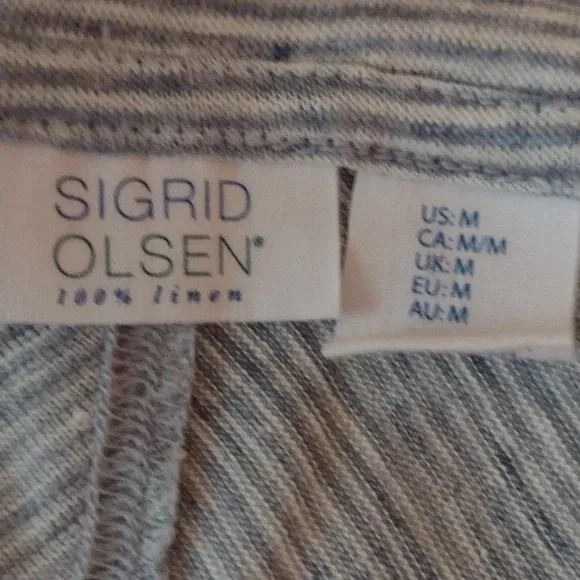 SIGRID
OLSEN®
100% linen
US: M
CA: M/M
UK: M
EU: M
AU: M